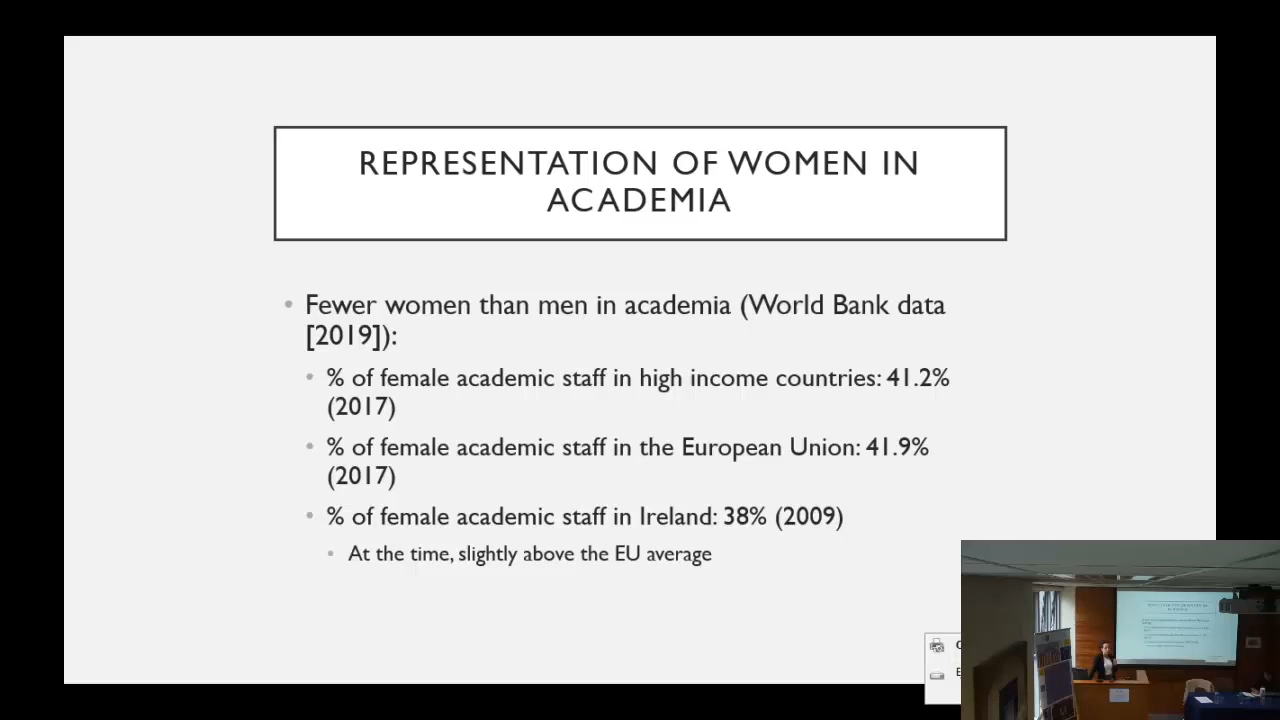 REPRESENTATION OF WOMEN IN
ACADEMIA
• Fewer women than men in academia (World Bank data
[2019]):
• % of female academic staff in high income countries: 41.2%
(2017)
• % of female academic staff in the European Union: 41.9%
(2017)
• % of female academic staff in Ireland: 38% (2009)
• At the time, slightly above the EU average